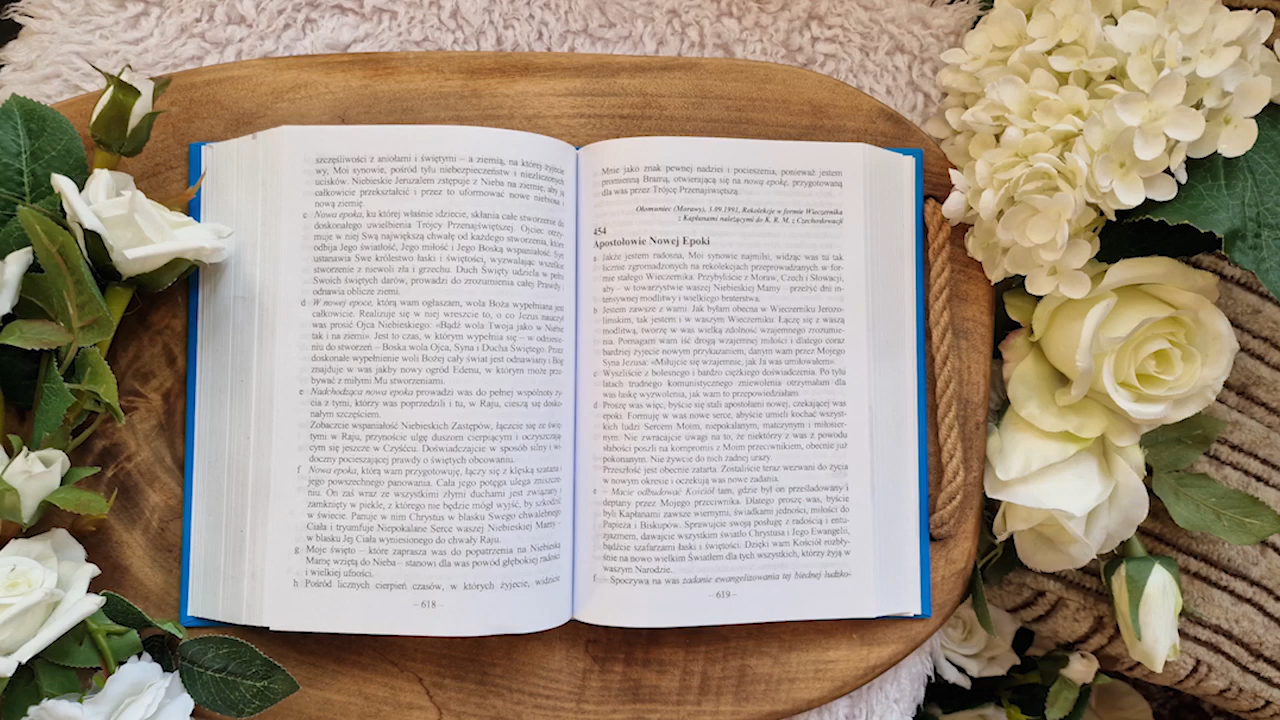 szczęśliwości z aniołami i świętymi – a ziemią, na której żyjecie
wy, Moi synowie, pośród tylu niebezpieczeństw i niezliczonych
ucisków. Niebieskie Jeruzalem zstępuje z Nieba na ziemię, aby ją
całkowicie przekształcić i przez to uformować nowe niebiosa i
nową ziemię.
c Nowa epoka, ku której właśnie idziecie, skłania całe stworzenie do
doskonałego uwielbienia Trójcy Przenajświętszej. Ojciec otrzy-
muje w niej Swą największą chwałę od każdego stworzenia, które
odbija Jego światłość, Jego miłość i Jego Boską wspaniałość. Syn
ustanawia Swe królestwo łaski i świętości, wyzwalając wszelkie
stworzenie z niewoli zła i grzechu. Duch Święty udziela w pełni
Swoich świętych darów, prowadzi do zrozumienia całej Prawdy i
odnawia oblicze ziemi.
d W nowej epoce, którą wam ogłaszam, wola Boża wypełniana jest
całkowicie. Realizuje się w niej wreszcie to, o co Jezus nauczył
was prosić Ojca Niebieskiego: «Bądź wola Twoja jako w Niebie
tak i na ziemi». Jest to czas, w którym wypełnia się – w odronie-
niu do stworzeń – Boska wola Ojca, Syna i Ducha Świętego. Przez
doskonałe wypełnienie woli Bożej cały świat jest odnawiany i Bóg
znajduje w was jakby nowy ogród Edenu, w którym może prze-
bywać z miłymi Mu stworzeniami.
e Nadchodząca nowa epoka prowadzi was do pełnej wspólnoty ży-
cia z tymi, którzy was poprzedzili i tu, w Raju, cieszą się dosko-
nałym szczęściem.
Zobaczcie wspaniałość Niebieskich Zastępów, łączcie się ze świę-
tymi w Raju, przynoście ulgę duszom cierpiącym i oczyszczają-
cym się jeszcze w Czyśćcu. Doświadczajcie w sposób silny i wi-
doczny pocieszającej prawdy o świętych obcowaniu.
f Nowa epoka, którą wam przygotowuję, łączy się z klęską szatana i
jego powszechnego panowania. Cała jego potęga ulega zniszcze-
niu. On zaś wraz ze wszystkimi złymi duchami jest związany i
zamknięty w piekle, z którego nie będzie mógł wyjść, by szkodzić
w świecie. Panuje w nim Chrystus w blasku Swego chwalebnego
Ciała i tryumfuje Niepokalane Serce waszej Niebieskiej Mamy –
w blasku Jej Ciała wyniesionego do chwały Raju.
g Moje święto – które zaprasza was do popatrzenia na Niebieską
Mamę wziętą do Nieba – stanowi dla was powód głębokiej radości
i wielkiej ufności.
h Pośród licznych cierpień czasów, w których żyjecie, widzicie
– 618 –
Mnie jako znak pewnej nadziei i pocieszenia, ponieważ jestem
promienną Bramą, otwierającą się na nową epokę, przygotowaną
dla was przez Trójcę Przenajświętszą.
Ołomuniec (Morawy), 3.09.1991, Rekolekcje w formie Wieczernika
z Kapłanami należącymi do K. R. M. z Czechosłowacji
454
Apostołowie Nowej Epoki
a Jakże jestem radosna, Moi synowie najmilsi, widząc was tu tak
licznie zgromadzonych na rekolekcjach przeprowadzanych w for-
mie stałego Wieczernika. Przybyliście z Moraw, Czech i Słowacji,
aby – w towarzystwie waszej Niebieskiej Mamy – przeżyć dni in-
tensywnej modlitwy i wielkiego braterstwa.
b Jestem zawsze z wami. Jak byłam obecna w Wieczerniku Jerozo-
limskim, tak jestem i w waszym Wieczerniku. Łączę się z waszą
modlitwą, tworzę w was wielką zdolność wzajemnego zrozumie-
nia. Pomagam wam iść drogą wzajemnej miłości i dlatego coraz
bardziej żyjecie nowym przykazaniem, danym wam przez Mojego
Syna Jezusa: «Miłujcie się wzajemnie, jak Ja was umiłowałem».
c Wyszliście z bolesnego i bardzo ciężkiego doświadczenia. Po tylu
latach trudnego komunistycznego zniewolenia otrzymałam dla
was łaskę wyzwolenia, jak wam to przepowiedziałam.
d Proszę was więc, byście się stali apostołami nowej, czekającej was
epoki. Formuję w was nowe serce, abyście umieli kochać wszyst-
kich ludzi Sercem Moim, niepokalanym, matczynym i miłosier-
nym. Nie zwracajcie uwagi na to, że niektórzy z was z powodu
słabości poszli na kompromis z Moim przeciwnikiem, obecnie już
pokonanym. Nie żywcie do nich żadnej urazy.
Przeszłość jest obecnie zatarta. Zostaliście teraz wezwani do życia
w nowym okresie i oczekują was nowe zadania.
e – Macie odbudować Kościół tam, gdzie był on prześladowany i
deptany przez Mojego przeciwnika. Dlatego proszę was, byście
byli Kapłanami zawsze wiernymi, świadkami jedności, miłości do
Papieża i Biskupów. Sprawujcie swoją posługę z radością i entu-
zjazmem, dawajcie wszystkim światło Chrystusa i Jego Ewangelii,
bądźcie szafarzami łaski i świętości. Dzięki wam Kościół rozbły-
śnie na nowo wielkim Światłem dla tych wszystkich, którzy żyją w
waszym Narodzie.
f – Spoczywa na was zadanie ewangelizowania tej biednej ludzko-
– 619 –